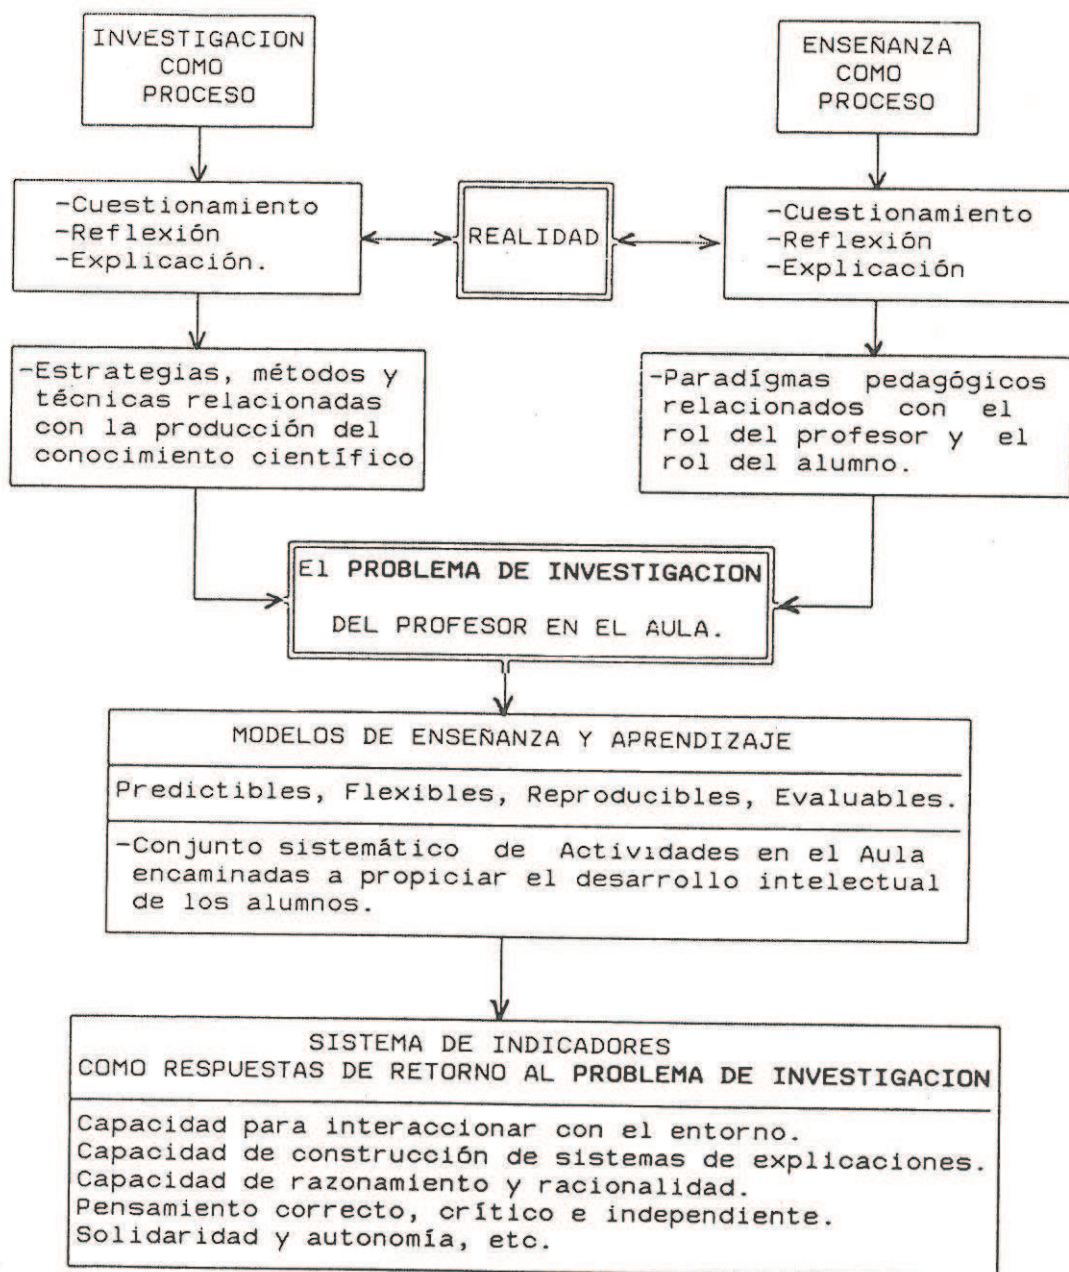 INVESTIGACION
COMO
PROCESO
ENSEÑANZA
COMO
PROCESO
-Cuestionamiento
-Reflexión
-Explicación.
REALIDAD
-Cuestionamiento
-Reflexión
-Explicación
-Estrategias, métodos y
técnicas relacionadas
con la producción del
conocimiento científico
-Paradígmas pedagógicos
relacionados con el
rol del profesor y el
rol del alumno.
El PROBLEMA DE INVESTIGACION
DEL PROFESOR EN EL AULA.
MODELOS DE ENSEÑANZA Y APRENDIZAJE
Predictibles, Flexibles, Reproducibles, Evaluables.
-Conjunto sistemático de Actividades en el Aula
encaminadas a propiciar el desarrollo intelectual
de los alumnos.
SISTEMA DE INDICADORES
COMO RESPUESTAS DE RETORNO AL PROBLEMA DE INVESTIGACION
Capacidad para interaccionar con el entorno.
Capacidad de construcción de sistemas de explicaciones.
Capacidad de razonamiento y racionalidad.
Pensamiento correcto, crítico e independiente.
Solidaridad y autonomía, etc.